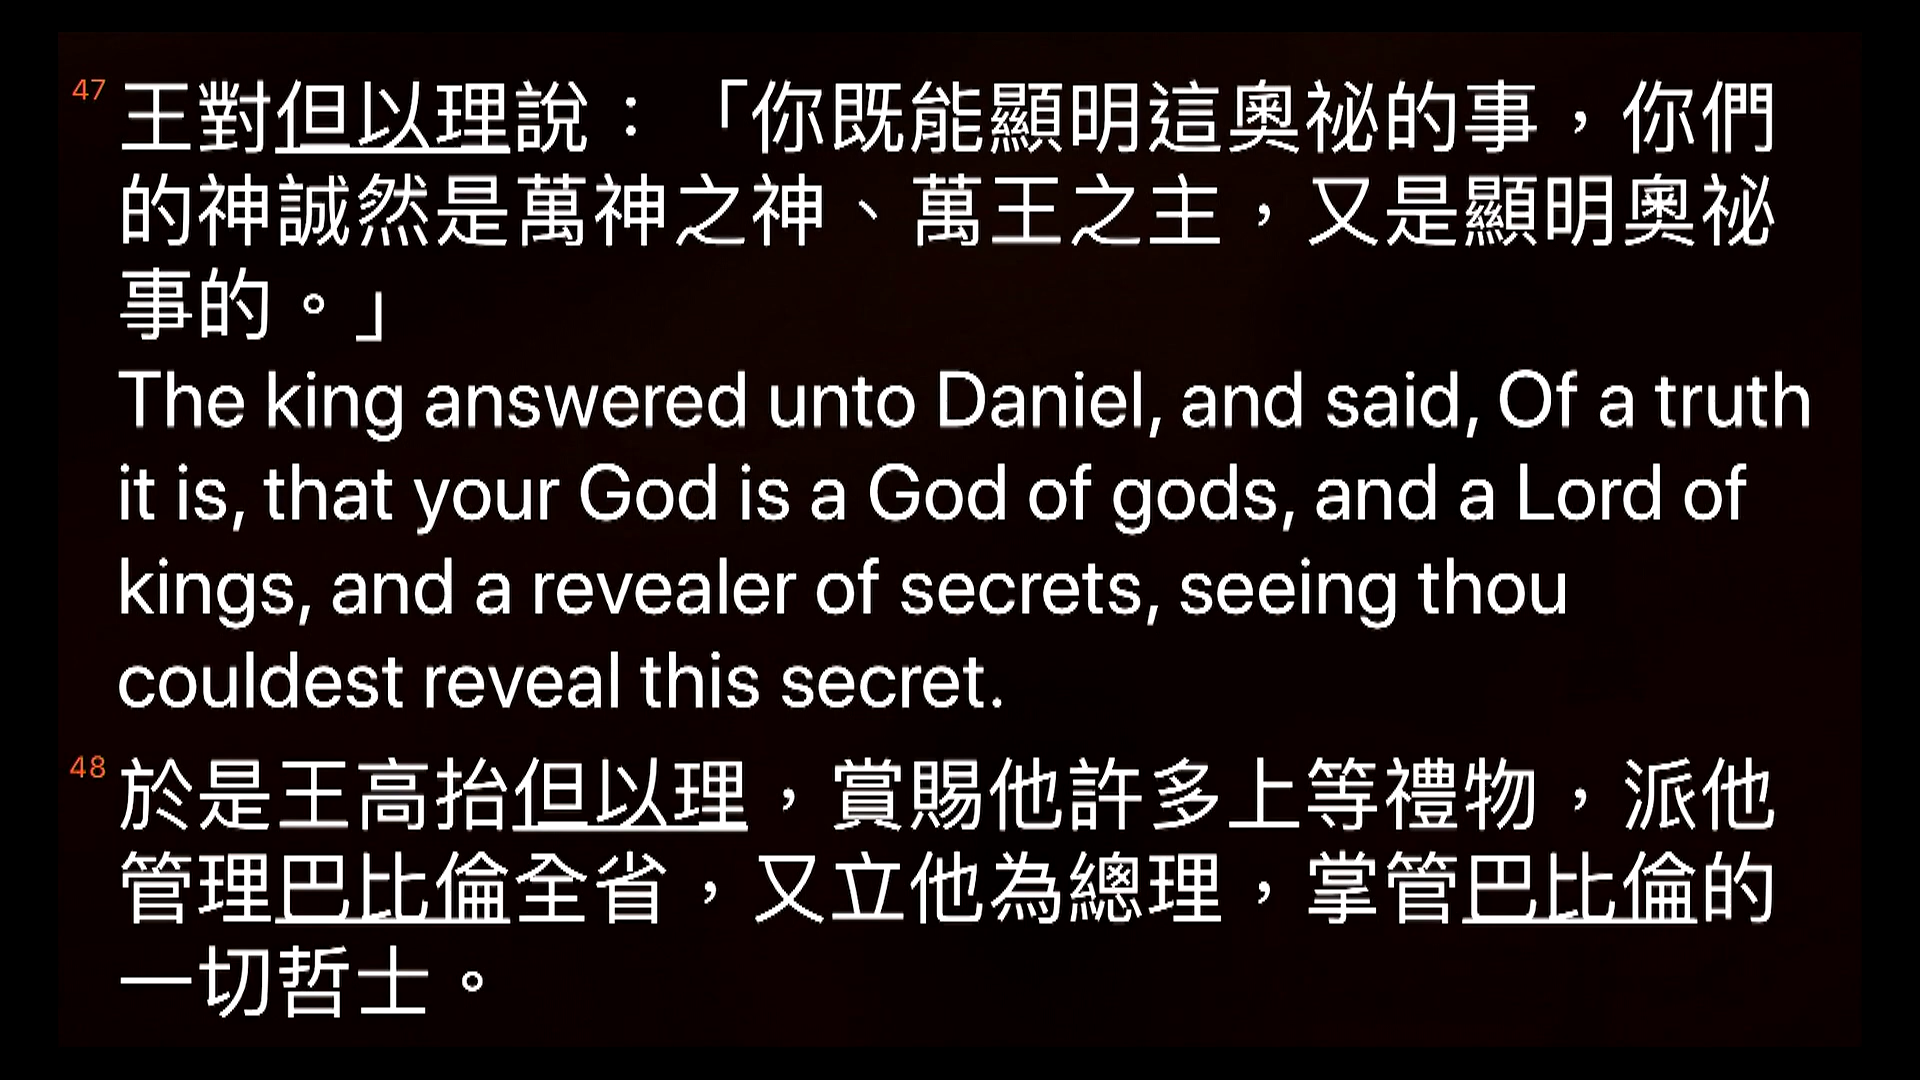 47 王對但以理說：「你既能顯明這奧祕的事，你們
的神誠然是萬神之神、萬王之主，又是顯明奧祕
事的。」
The king answered unto Daniel, and said, Of a truth
it is, that your God is a God of gods, and a Lord of
kings, and a revealer of secrets, seeing thou
couldest reveal this secret.
48 於是王高抬但以理，賞賜他許多上等禮物，派他
管理巴比倫全省，又立他為總理，掌管巴比倫的
一切哲士。